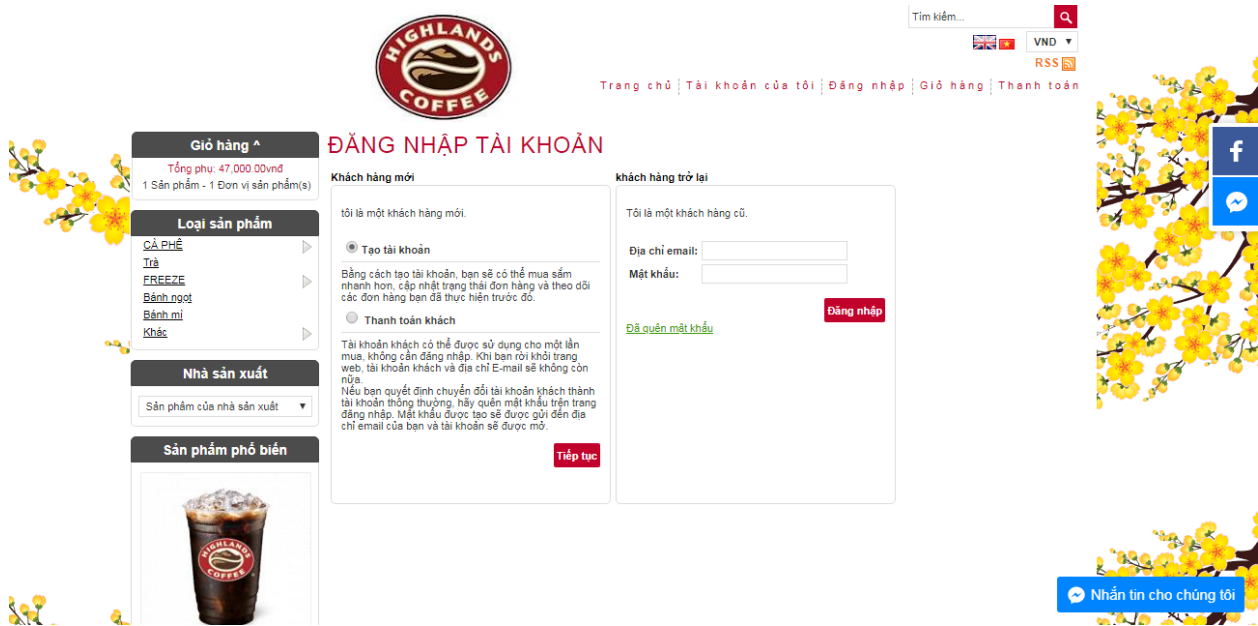 HIGHLANDS
COFFEE
Tìm kiếm...
VND ▼
RSS
Trang chủ
Tài khoản của tôi
Đăng nhập
Giỏ hàng
Thanh toán
Giỏ hàng ^
Tổng phụ: 47,000.00vnđ
1 Sản phẩm - 1 Đơn vị sản phẩm(s)
Loại sản phẩm
CÀ PHÊ
Trà
FREEZE
Bánh ngọt
Bánh mì
Khác
Nhà sản xuất
Sản phẩm của nhà sản xuất ▼
Sản phẩm phổ biến
HIGHLANDS
COFFEE
ĐĂNG NHẬP TÀI KHOẢN
Khách hàng mới
tôi là một khách hàng mới.
Tạo tài khoản
Bằng cách tạo tài khoản, bạn sẽ có thể mua sắm
nhanh hơn, cập nhật trạng thái đơn hàng và theo dõi
các đơn hàng bạn đã thực hiện trước đó.
Thanh toán khách
Tài khoản khách có thể được sử dụng cho một lần
mua, không cần đăng nhập. Khi bạn rời khỏi trang
web, tài khoản khách và địa chỉ E-mail sẽ không còn
nữa.
Nếu bạn quyết định chuyển đổi tài khoản khách thành
tài khoản thông thường, hãy quên mật khẩu trên trang
đăng nhập. Mật khẩu được tạo sẽ được gửi đến địa
chỉ email của bạn và tài khoản sẽ được mở.
Tiếp tục
khách hàng trở lại
Tôi là một khách hàng cũ.
Địa chỉ email:
Mật khẩu:
Đăng nhập
Đã quên mật khẩu
f
Nhắn tin cho chúng tôi